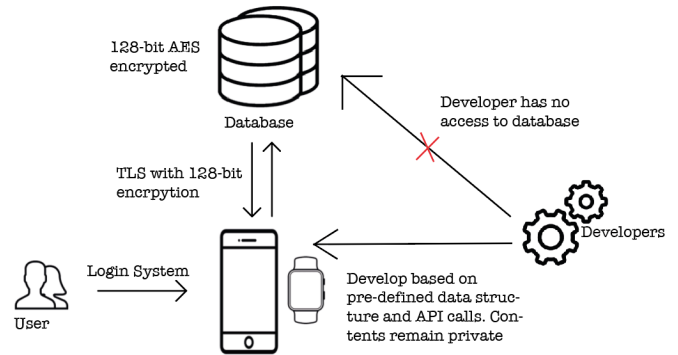 128-bit AES
encrypted
Database
Developer has no
access to database
TLS with 128-bit
encrpytion
Developers
Login System
User
Develop based on
pre-defined data struc-
ture and API calls. Con-
tents remain private